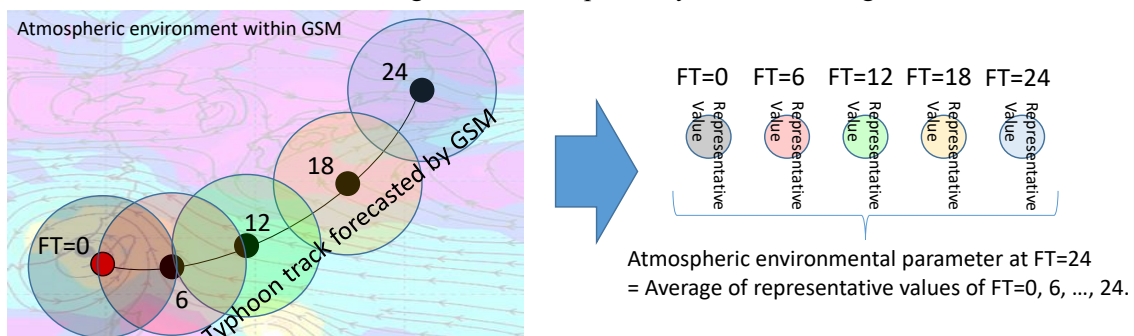 Atmospheric environment within GSM
24
18
12
FT=0
6
Typhoon track forecasted by GSM
FT=0 FT=6 FT=12 FT=18 FT=24
Representative
value
Representative
value
Representative
value
Representative
value
Representative
value
Atmospheric environmental parameter at FT=24
= Average of representative values of FT=0, 6, …, 24.